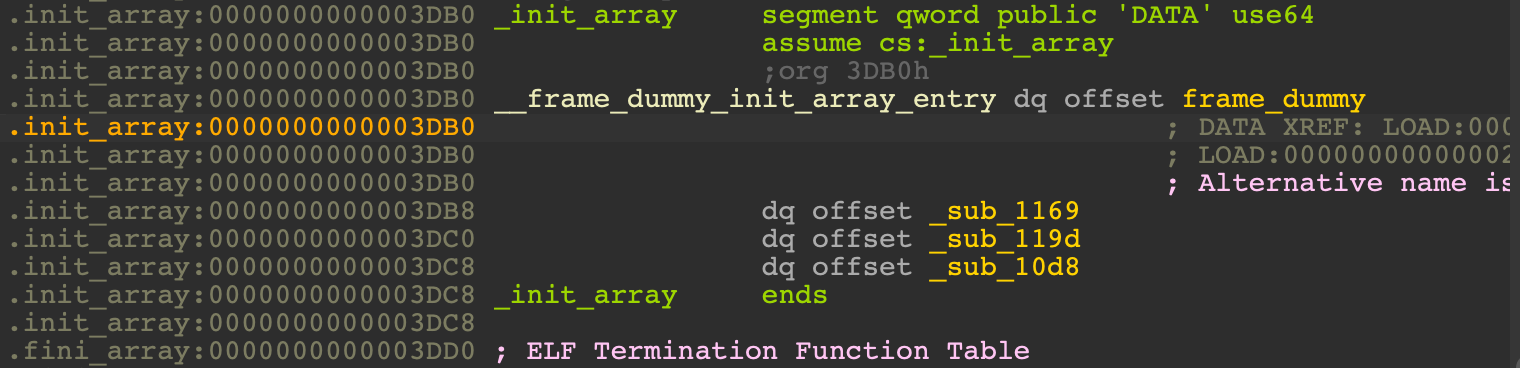 .init_array:0000000000003DB0 _init_array segment qword public 'DATA' use64
.init_array:0000000000003DB0 assume cs:_init_array
.init_array:0000000000003DB0 ;org 3DB0h
.init_array:0000000000003DB0 __frame_dummy_init_array_entry dq offset frame_dummy
.init_array:0000000000003DB0 ; DATA XREF: LOAD:000
.init_array:0000000000003DB0 ; LOAD:00000000000002
.init_array:0000000000003DB0 ; Alternative name is
.init_array:0000000000003DB8 dq offset _sub_1169
.init_array:0000000000003DC0 dq offset _sub_119d
.init_array:0000000000003DC8 dq offset _sub_10d8
.init_array:0000000000003DC8 _init_array ends
.init_array:0000000000003DC8
.fini_array:0000000000003DD0 ; ELF Termination Function Table